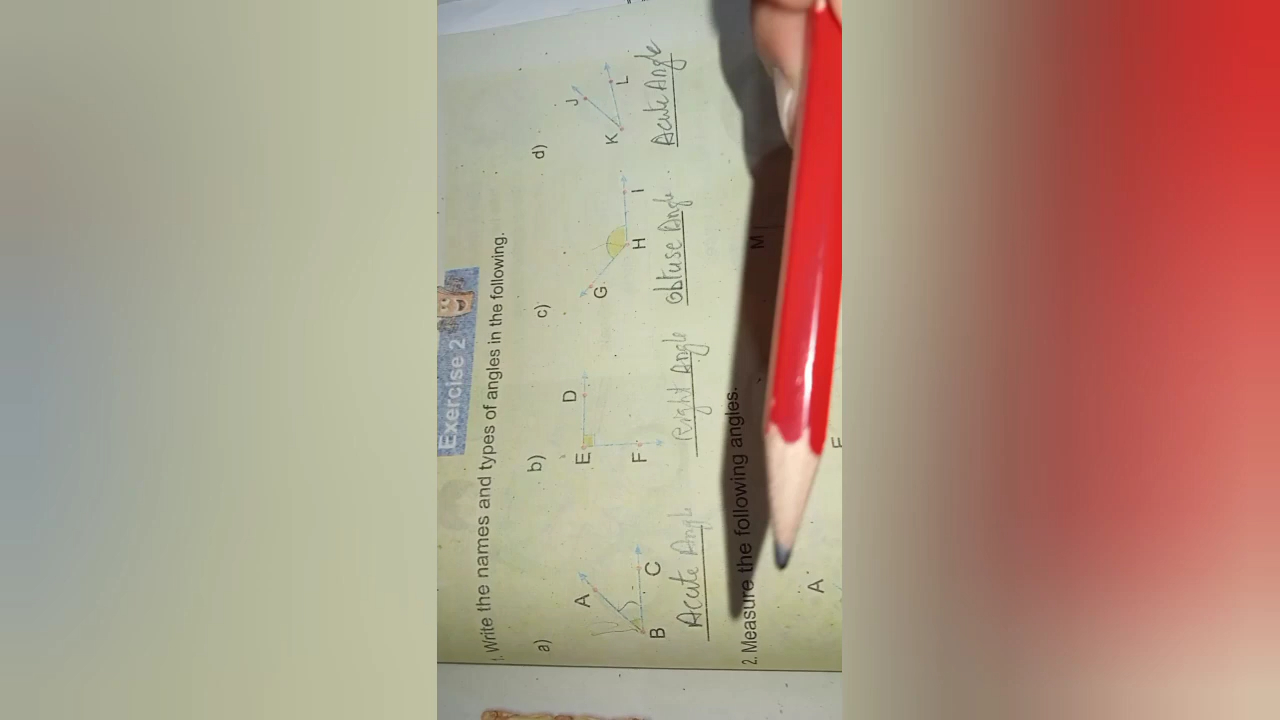 Exercise 2
1. Write the names and types of angles in the following.
a) b) c) d)
A B C
E D F
G H I
J K L
Acute Angle Right Angle Obtuse Angle Acute Angle
2. Measure the following angles.
A M